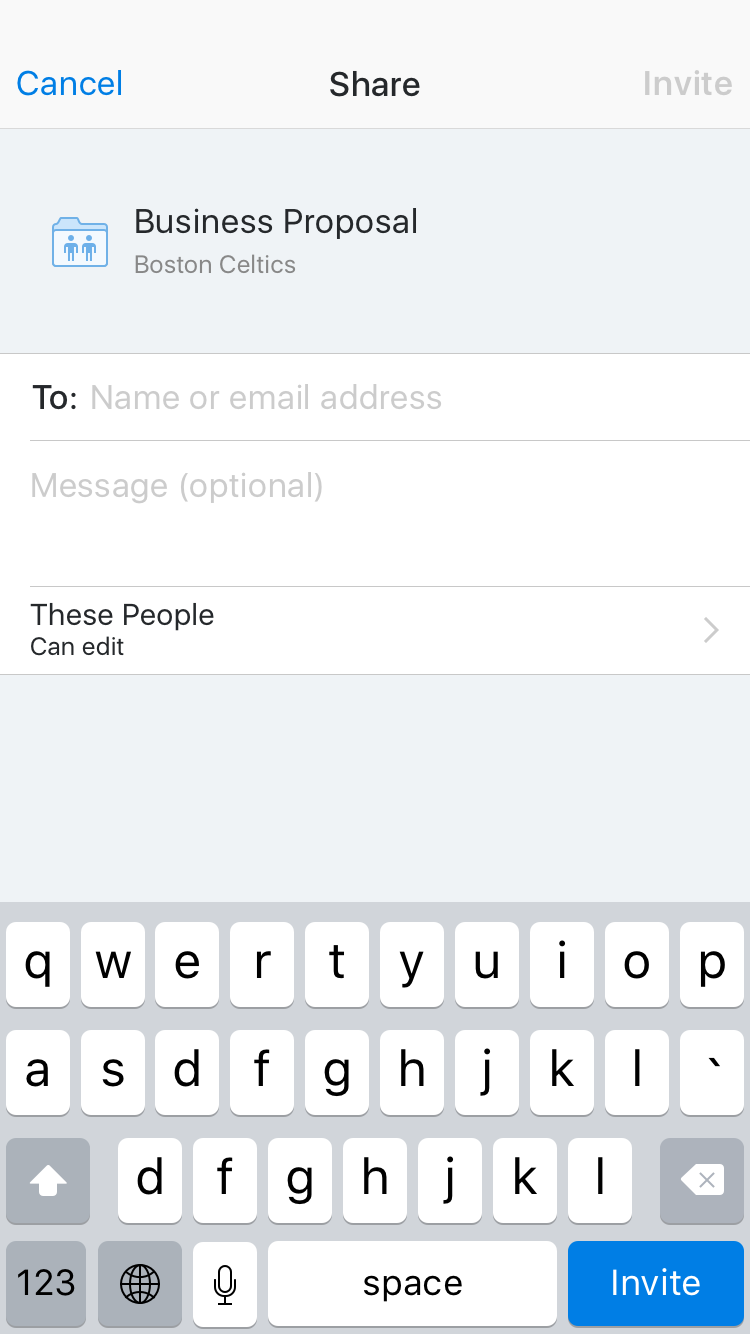 Cancel Share Invite
Business Proposal
Boston Celtics
To: Name or email address
Message (optional)
These People
Can edit
q w e r t y u i o p
a s d f g h j k l `
d f g h j k l
123 space Invite